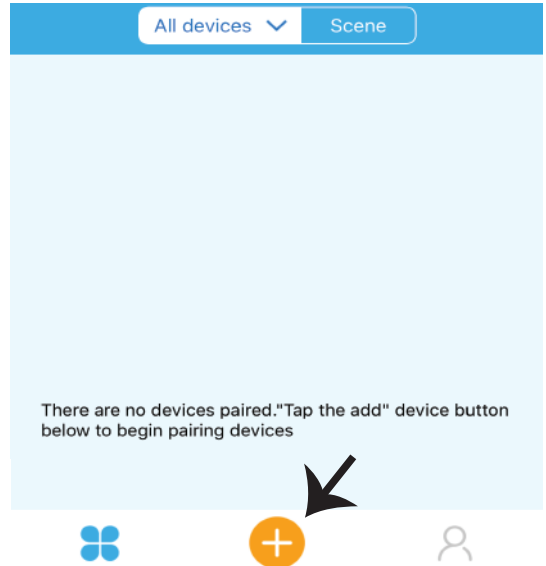 All devices Scene
There are no devices paired."Tap the add" device button
below to begin pairing devices